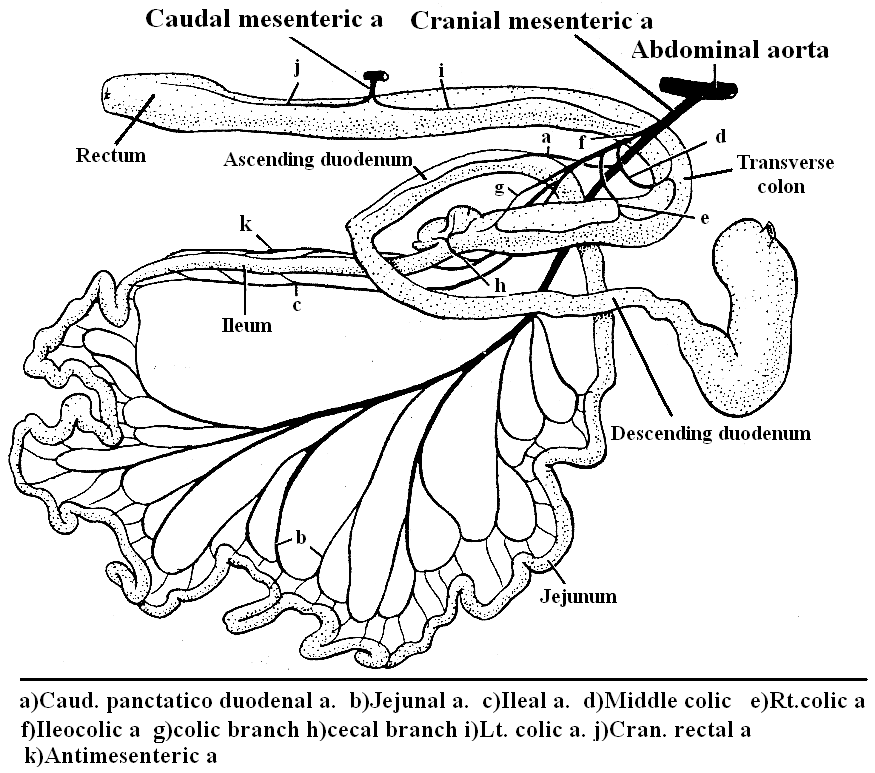 Caudal mesenteric a
Cranial mesenteric a
Abdominal aorta
j
i
Rectum
Ascending duodenum
a
f
d
Transverse
colon
g
e
k
h
c
Ileum
Descending duodenum
b
Jejunum
a)Caud. panctatico duodenal a. b)Jejunal a. c)Ileal a. d)Middle colic e)Rt.colic a
f)Ileocolic a g)colic branch h)cecal branch i)Lt. colic a. j)Cran. rectal a
k)Antimesenteric a